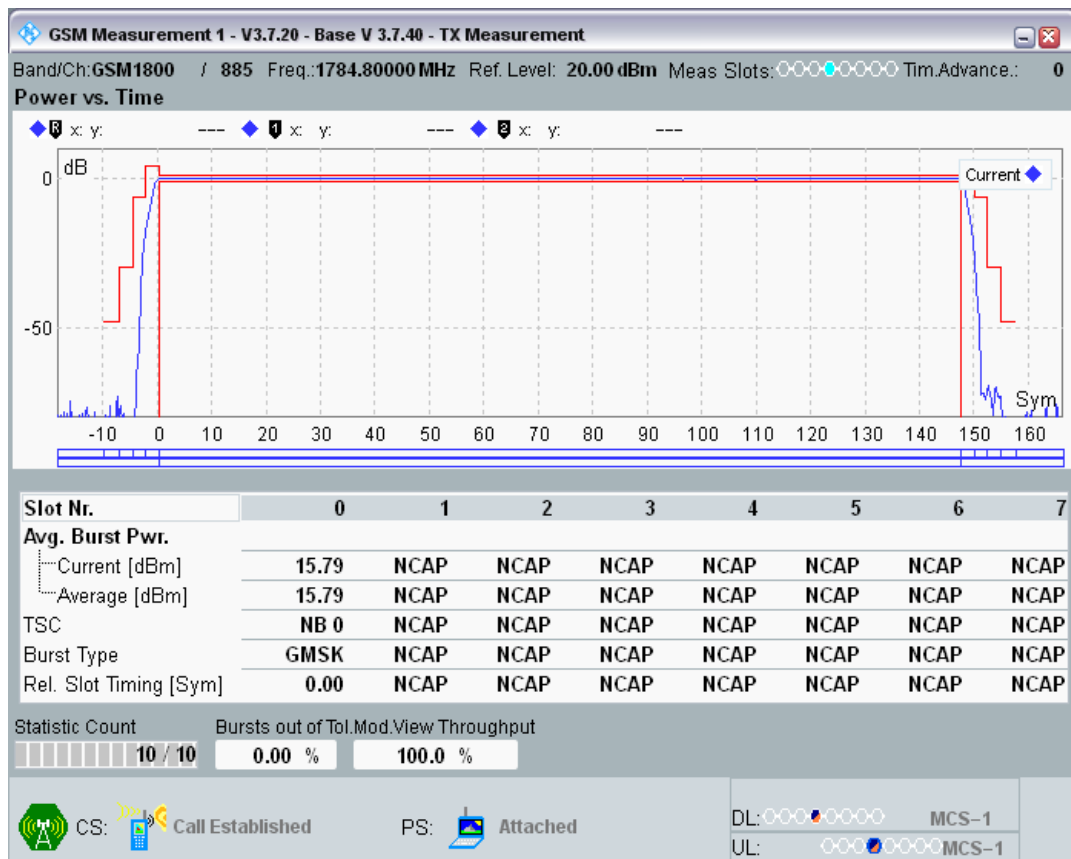 GSM Measurement 1 - V3.7.20 - Base V 3.7.40 - TX Measurement
Band/Ch:GSM1800 / 885 Freq.:1784.80000 MHz Ref. Level: 20.00 dBm Meas Slots: Tim.Advance.: 0
Power vs. Time
R x: y: --- 1 x: y: --- 2 x: y: ---
dB
Current
0
-50
Sym
-10 0 10 20 30 40 50 60 70 80 90 100 110 120 130 140 150 160
Slot Nr. 0 1 2 3 4 5 6 7
Avg. Burst Pwr.
Current [dBm] 15.79 NCAP NCAP NCAP NCAP NCAP NCAP NCAP
Average [dBm] 15.79 NCAP NCAP NCAP NCAP NCAP NCAP NCAP
TSC NB 0 NCAP NCAP NCAP NCAP NCAP NCAP NCAP
Burst Type GMSK NCAP NCAP NCAP NCAP NCAP NCAP NCAP
Rel. Slot Timing [Sym] 0.00 NCAP NCAP NCAP NCAP NCAP NCAP NCAP
Statistic Count Bursts out of Tol.Mod.View Throughput
10 / 10 0.00 % 100.0 %
CS: Call Established PS: Attached
DL: MCS-1
UL: MCS-1